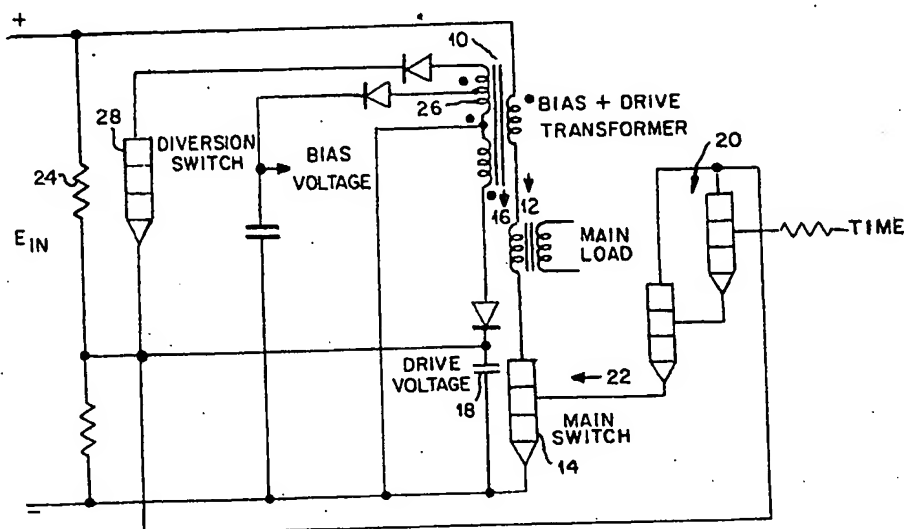 +
10
28
DIVERSION
SWITCH
26
BIAS + DRIVE
TRANSFORMER
24
BIAS
VOLTAGE
20
16
12
E IN
MAIN
LOAD
TIME
DRIVE
VOLTAGE
18
22
MAIN
SWITCH
14
-